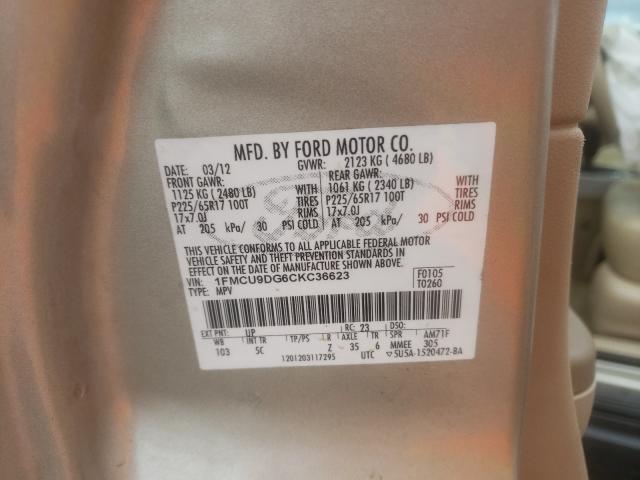 MFD. BY FORD MOTOR CO.
DATE: 03/12 GVWR: 2123 KG ( 4680 LB)
FRONT GAWR: REAR GAWR:
1125 KG ( 2480 LB) WITH 1061 KG ( 2340 LB) WITH
P225/65R17 100T TIRES P225/65R17 100T TIRES
17x7.0J RIMS 17x7.0J RIMS
AT 205 kPa/ 30 PSI COLD AT 205 kPa/ 30 PSI COLD
Ford
THIS VEHICLE CONFORMS TO ALL APPLICABLE FEDERAL MOTOR
VEHICLE SAFETY AND THEFT PREVENTION STANDARDS IN
EFFECT ON THE DATE OF MANUFACTURE SHOWN ABOVE.
VIN: 1FMCU9DG6CKC36623 F0105
TYPE: MPV T0260
EXT PNT: UP RC: 23 DSO:
WB TP/PS R AXLE TR SPR AM71F
103 5C Z 35 6 MMEE 305
1201203117295 UTC ▽5U5A-1520472-BA